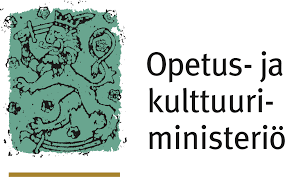 Opetus- ja
kulttuuri-
ministeriö